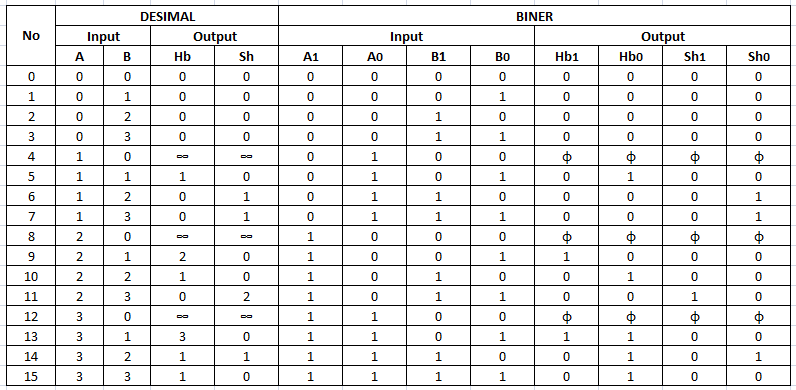 DESIMAL BINER
No Input Output Input Output
A B Hb Sh A1 A0 B1 B0 Hb1 Hb0 Sh1 Sh0
0 0 0 0 0 0 0 0 0 0 0 0 0
1 0 1 0 0 0 0 0 1 0 0 0 0
2 0 2 0 0 0 0 1 0 0 0 0 0
3 0 3 0 0 0 0 1 1 0 0 0 0
4 1 0 ∞ ∞ 0 1 0 0 ф ф ф ф
5 1 1 1 0 0 1 0 1 0 1 0 0
6 1 2 0 1 0 1 1 0 0 0 0 1
7 1 3 0 1 0 1 1 1 0 0 0 1
8 2 0 ∞ ∞ 1 0 0 0 ф ф ф ф
9 2 1 2 0 1 0 0 1 1 0 0 0
10 2 2 1 0 1 0 1 0 0 1 0 0
11 2 3 0 2 1 0 1 1 0 0 1 0
12 3 0 ∞ ∞ 1 1 0 0 ф ф ф ф
13 3 1 3 0 1 1 0 1 1 1 0 0
14 3 2 1 1 1 1 1 0 0 1 0 1
15 3 3 1 0 1 1 1 1 0 1 0 0